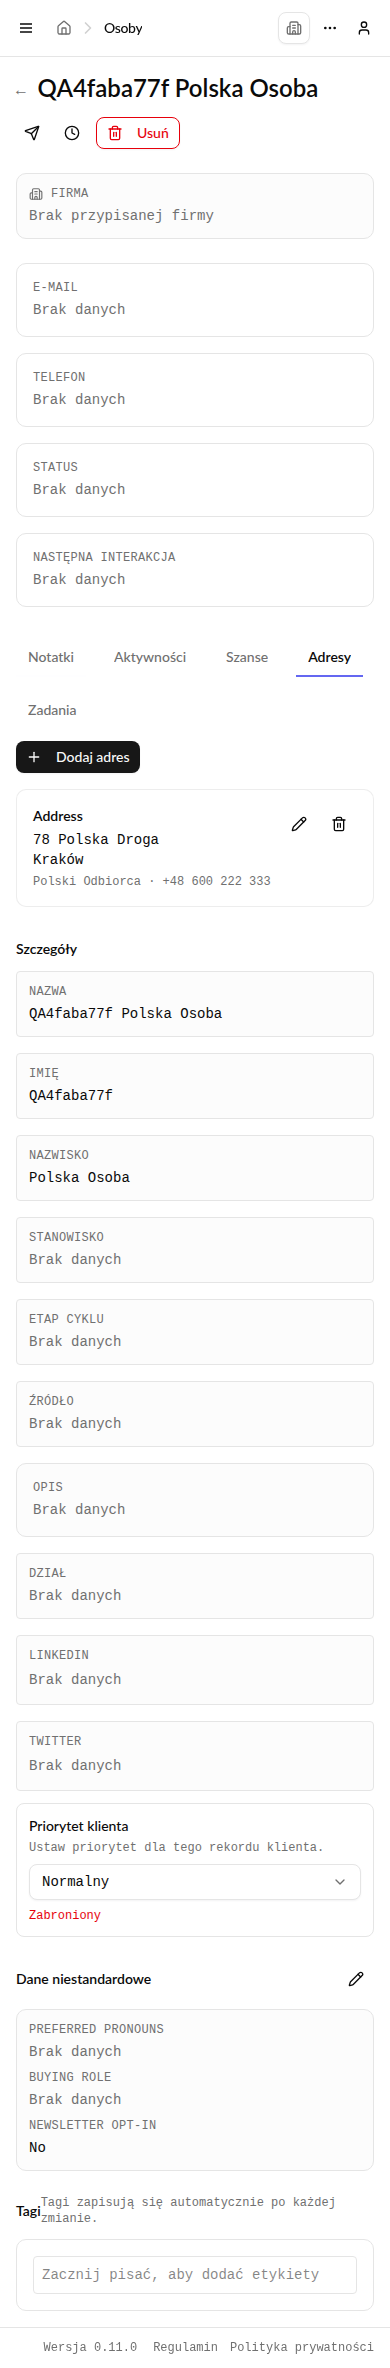 Osoby
← QA4faba77f Polska Osoba
Usuń
FIRMA
Brak przypisanej firmy
E-MAIL
Brak danych
TELEFON
Brak danych
STATUS
Brak danych
NASTĘPNA INTERAKCJA
Brak danych
Notatki Aktywności Szanse Adresy
Zadania
Dodaj adres
Address
78 Polska Droga
Kraków
Polski Odbiorca · +48 600 222 333
Szczegóły
NAZWA
QA4faba77f Polska Osoba
IMIĘ
QA4faba77f
NAZWISKO
Polska Osoba
STANOWISKO
Brak danych
ETAP CYKLU
Brak danych
ŹRÓDŁO
Brak danych
OPIS
Brak danych
DZIAŁ
Brak danych
LINKEDIN
Brak danych
TWITTER
Brak danych
Priorytet klienta
Ustaw priorytet dla tego rekordu klienta.
Normalny
Zabroniony
Dane niestandardowe
PREFERRED PRONOUNS
Brak danych
BUYING ROLE
Brak danych
NEWSLETTER OPT-IN
No
Tagi
Tagi zapisują się automatycznie po każdej
zmianie.
Zacznij pisać, aby dodać etykiety
Wersja 0.11.0 Regulamin Polityka prywatności